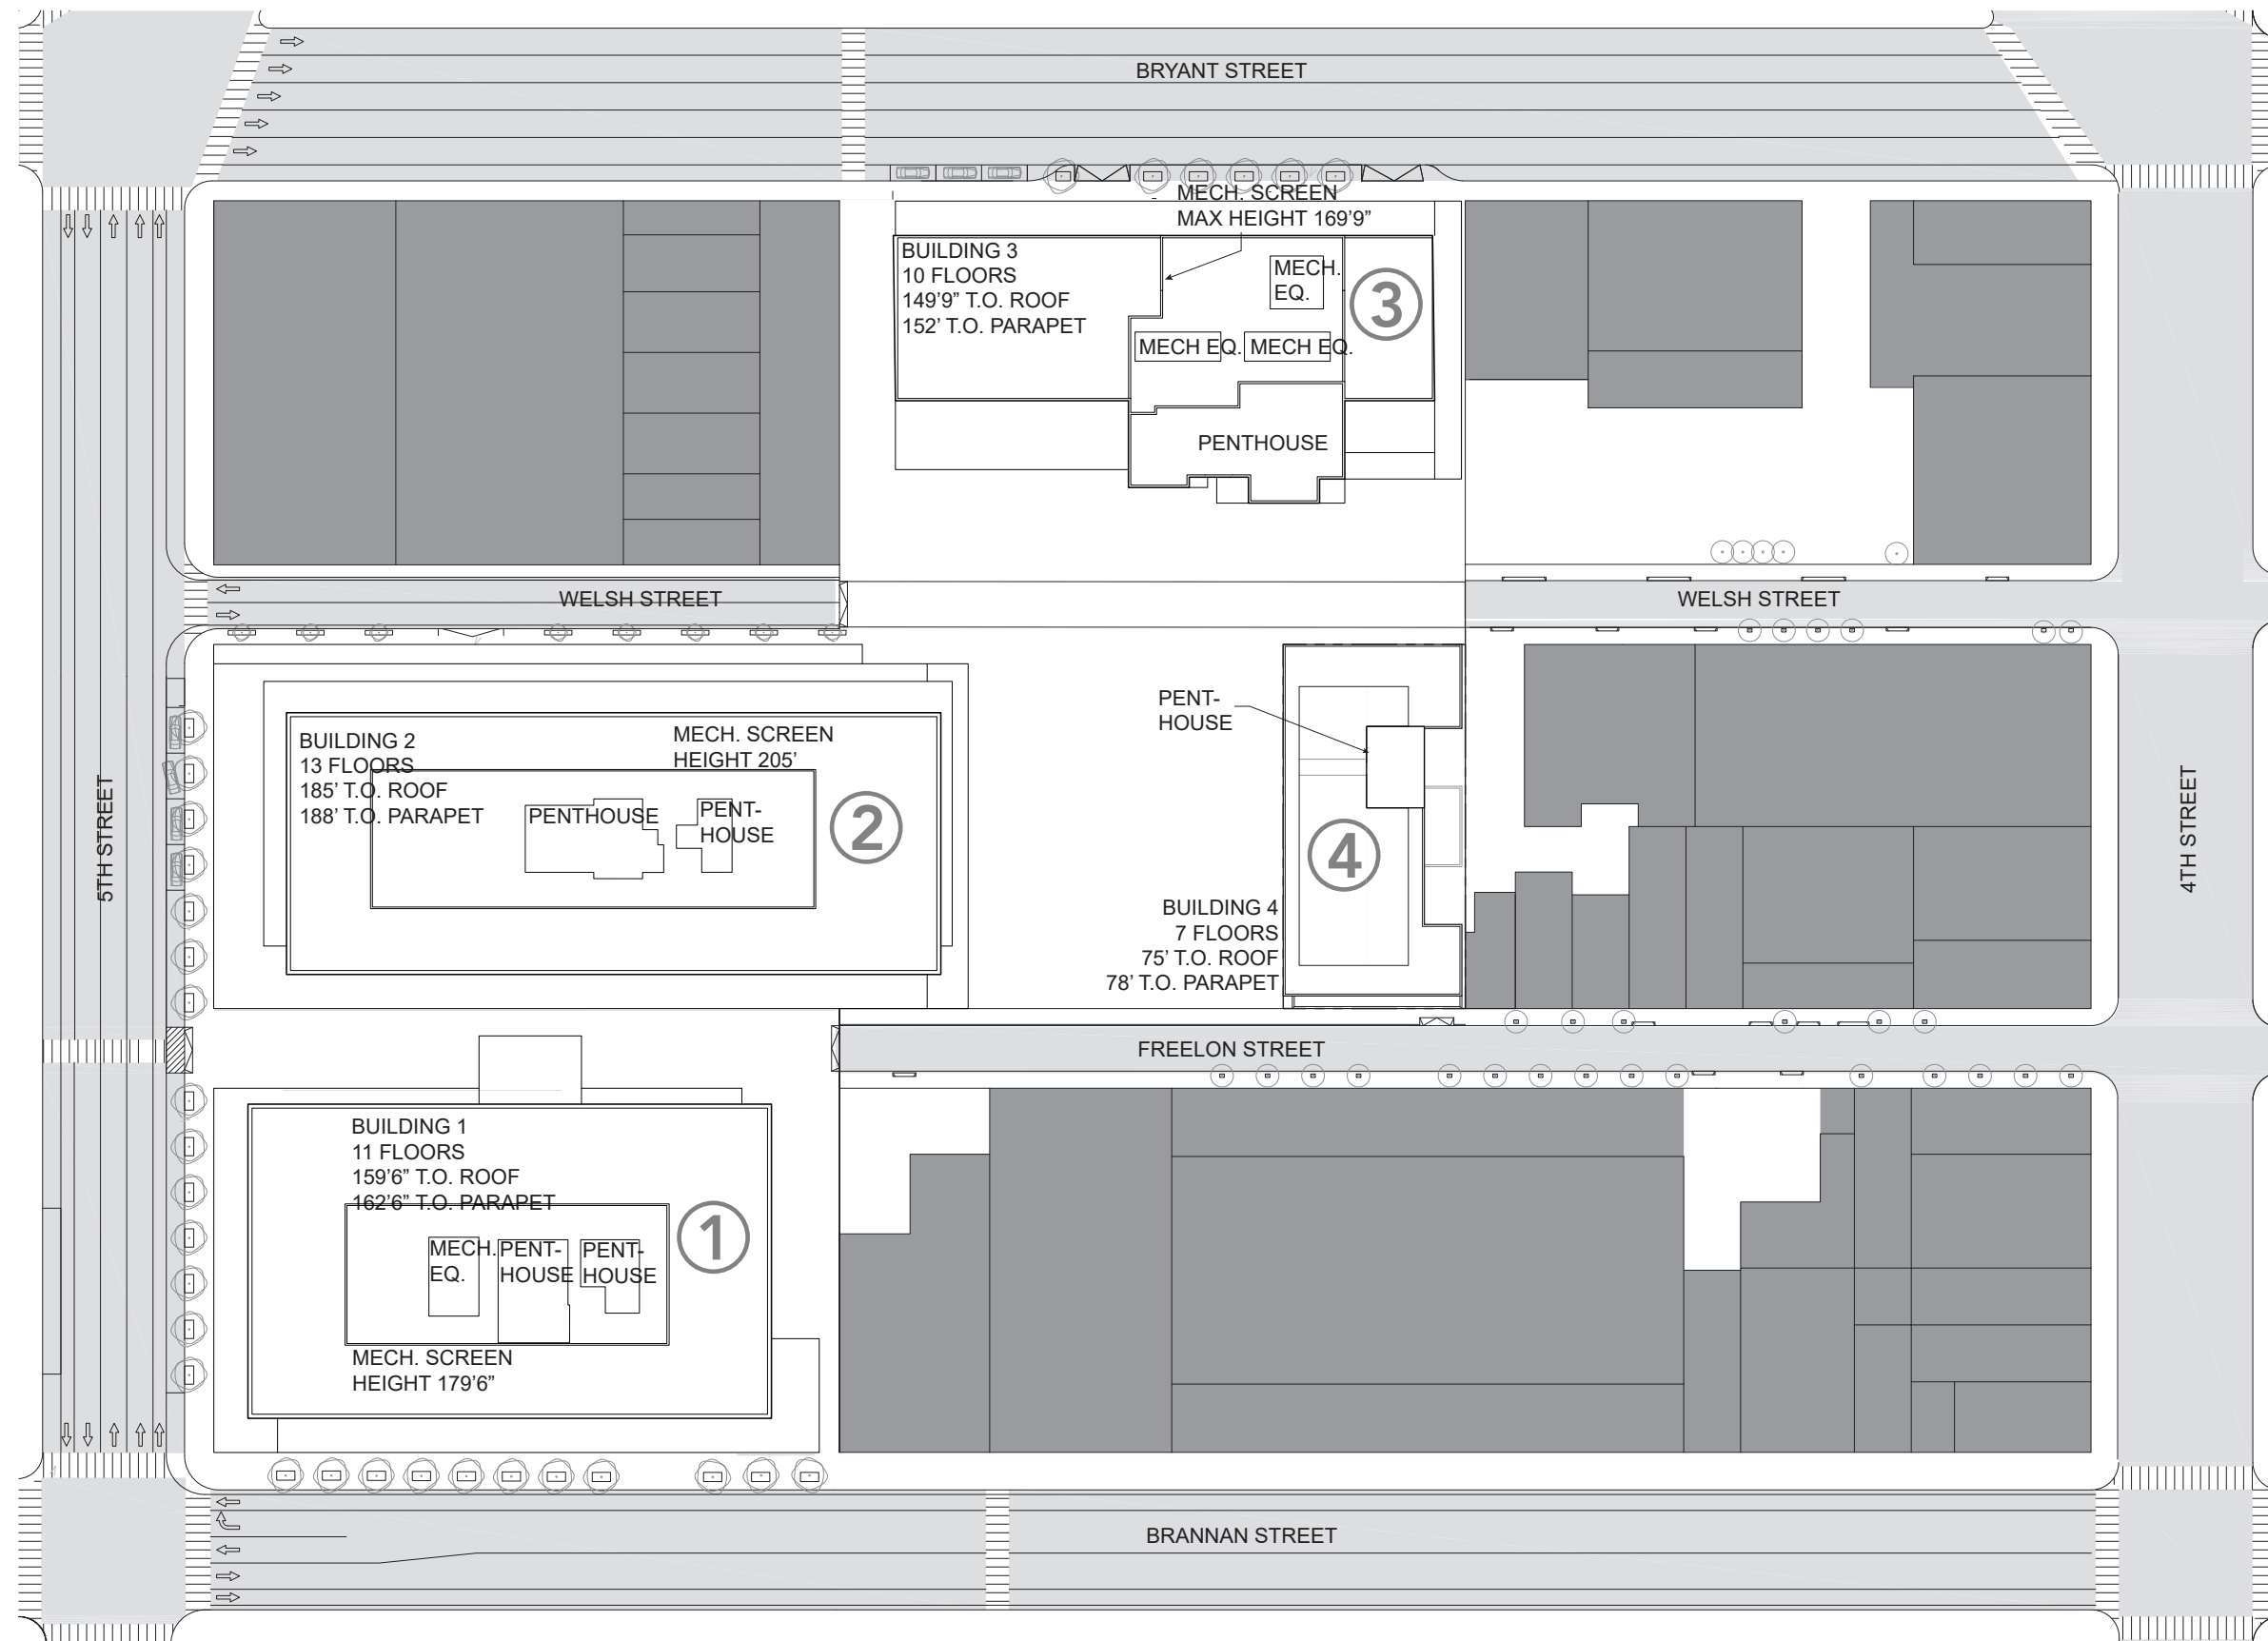 BRYANT STREET
MECH. SCREEN
MAX HEIGHT 169’9”
BUILDING 3
10 FLOORS
149’9” T.O. ROOF
152’ T.O. PARAPET
MECH.
EQ.
3
MECH EQ.
MECH EQ.
PENTHOUSE
WELSH STREET
WELSH STREET
PENT-
HOUSE
BUILDING 2
13 FLOORS
185’ T.O. ROOF
188’ T.O. PARAPET
MECH. SCREEN
HEIGHT 205’
PENTHOUSE
PENT-
HOUSE
2
4
5TH STREET
4TH STREET
BUILDING 4
7 FLOORS
75’ T.O. ROOF
78’ T.O. PARAPET
FREELON STREET
BUILDING 1
11 FLOORS
159’6” T.O. ROOF
162’6” T.O. PARAPET
MECH.
EQ.
PENT-
HOUSE
PENT-
HOUSE
1
MECH. SCREEN
HEIGHT 179’6”
BRANNAN STREET